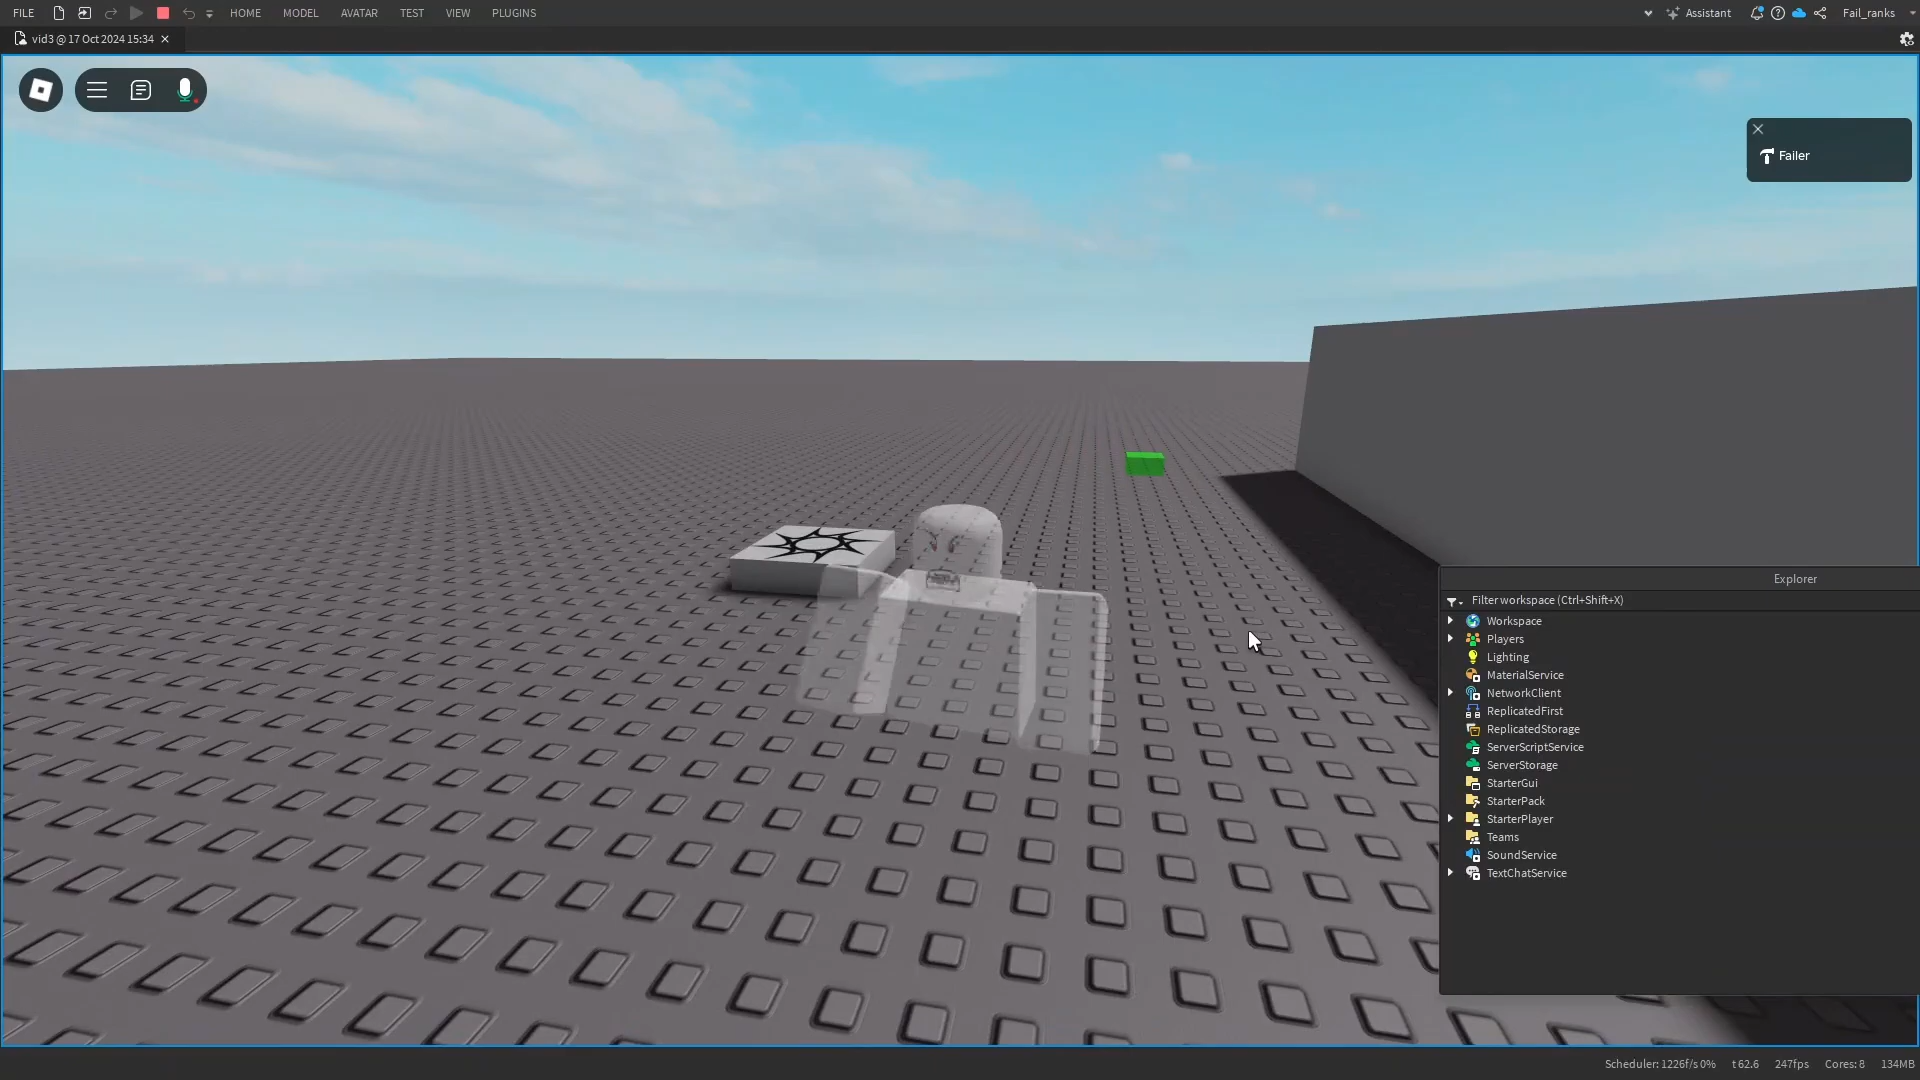 FILE HOME MODEL AVATAR TEST VIEW PLUGINS Assistant Fail_ranks
vid3 @ 17 Oct 2024 15:34
Failer
Explorer
Filter workspace (Ctrl+Shift+X)
Workspace
Players
Lighting
MaterialService
NetworkClient
ReplicatedFirst
ReplicatedStorage
ServerScriptService
ServerStorage
StarterGui
StarterPack
StarterPlayer
Teams
SoundService
TextChatService
Scheduler: 1226f/s 0% t 62.6 247fps Cores: 8 134MB